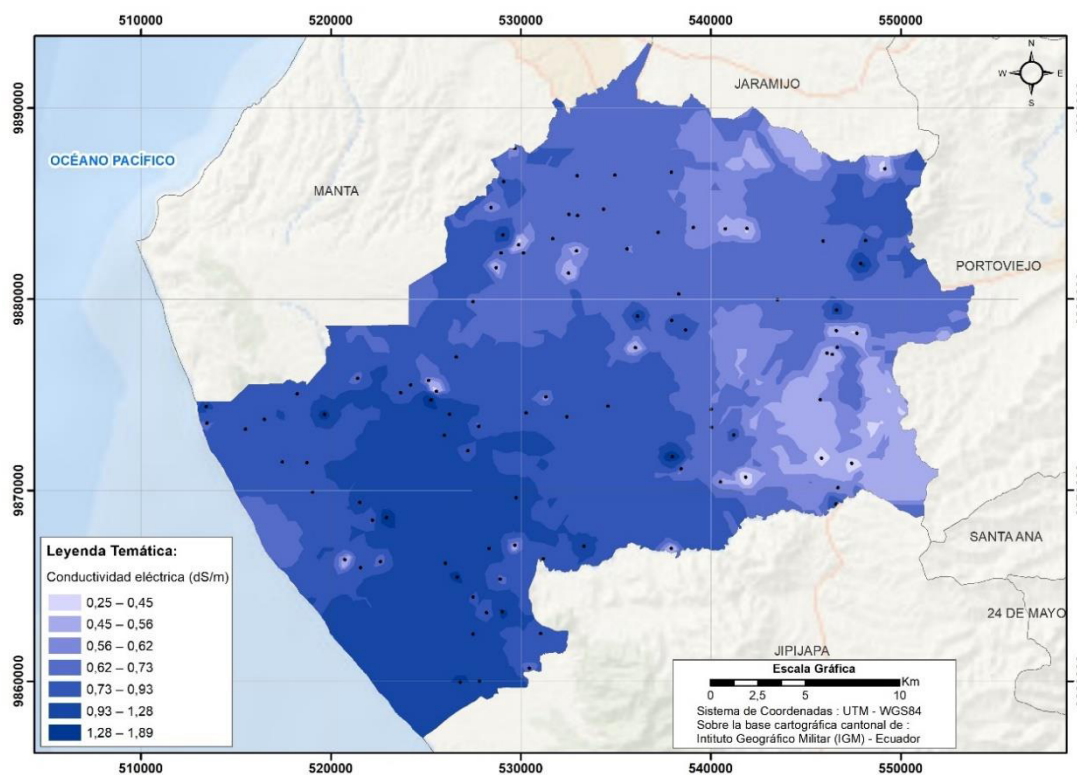 510000 520000 530000 540000 550000
N
W E
S
JARAMIJO
9890000
OCÉANO PACÍFICO
MANTA
PORTOVIEJO
9880000
9870000
SANTA ANA
24 DE MAYO
JIPIJAPA
9860000
Leyenda Temática:
Conductividad eléctrica (dS/m)
0,25 – 0,45
0,45 – 0,56
0,56 – 0,62
0,62 – 0,73
0,73 – 0,93
0,93 – 1,28
1,28 – 1,89
Escala Gráfica
Km
0 2,5 5 10
Sistema de Coordenadas : UTM - WGS84
Sobre la base cartográfica cantonal de :
Intituto Geográfico Militar (IGM) - Ecuador
510000 520000 530000 540000 550000